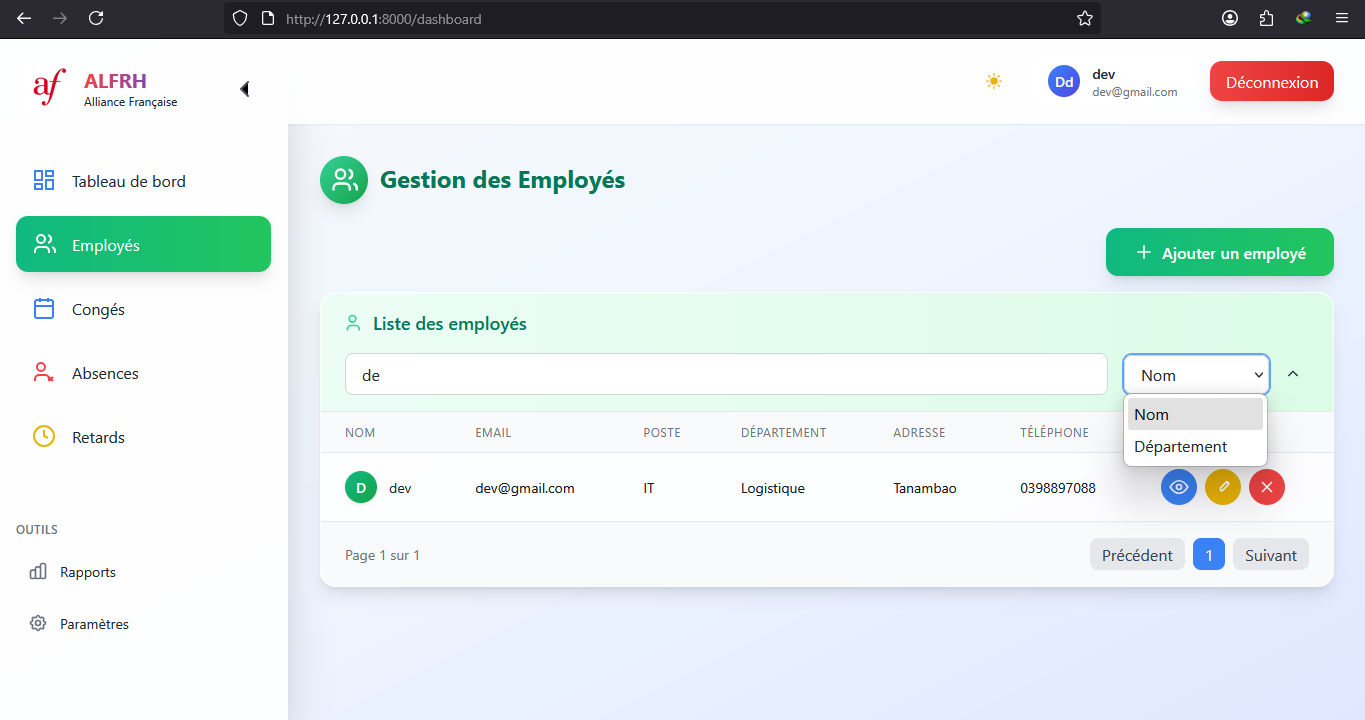 http://127.0.0.1:8000/dashboard
af
ALFRH
Alliance Française
Dd
dev
dev@gmail.com
Déconnexion
Tableau de bord
Employés
Congés
Absences
Retards
OUTILS
Rapports
Paramètres
Gestion des Employés
Ajouter un employé
Liste des employés
de
Nom
Nom
Département
NOM EMAIL POSTE DÉPARTEMENT ADRESSE TÉLÉPHONE
D dev dev@gmail.com IT Logistique Tanambao 0398897088
Page 1 sur 1
Précédent 1 Suivant